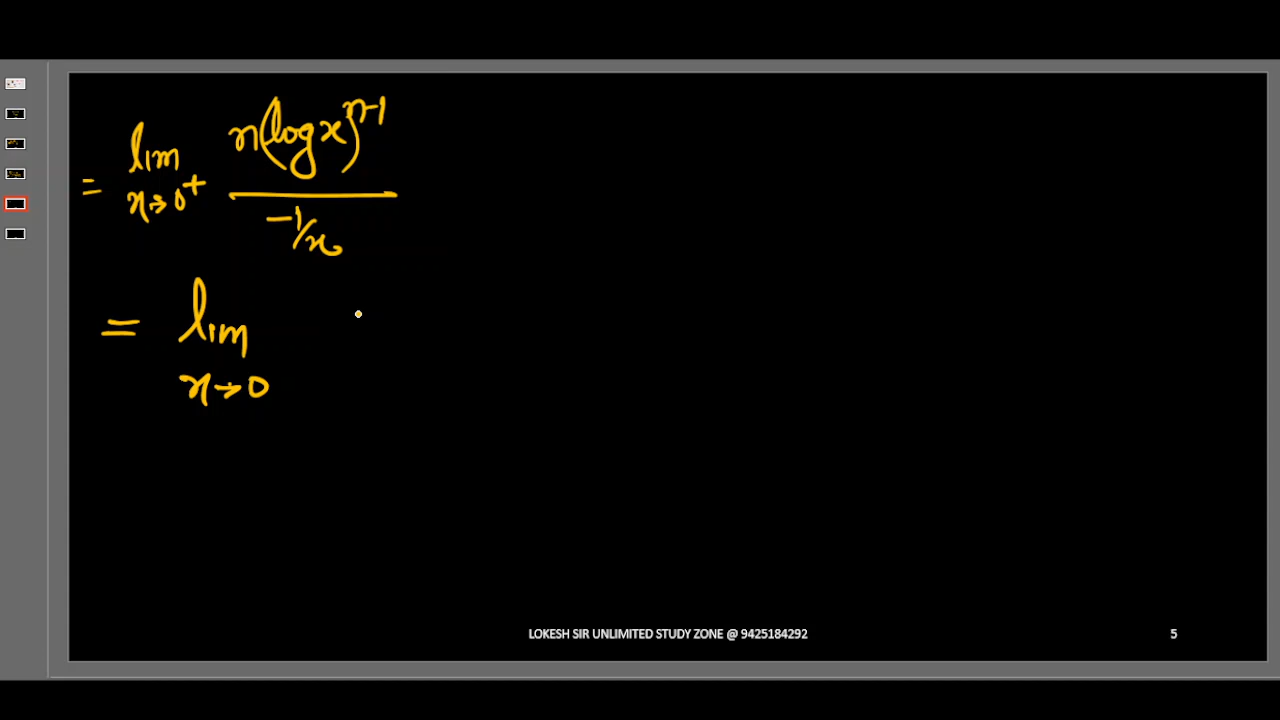 = lim x→0+ n(log x)^n-1 / -1/x
= lim x→0
LOKESH SIR UNLIMITED STUDY ZONE @ 9425184292 5